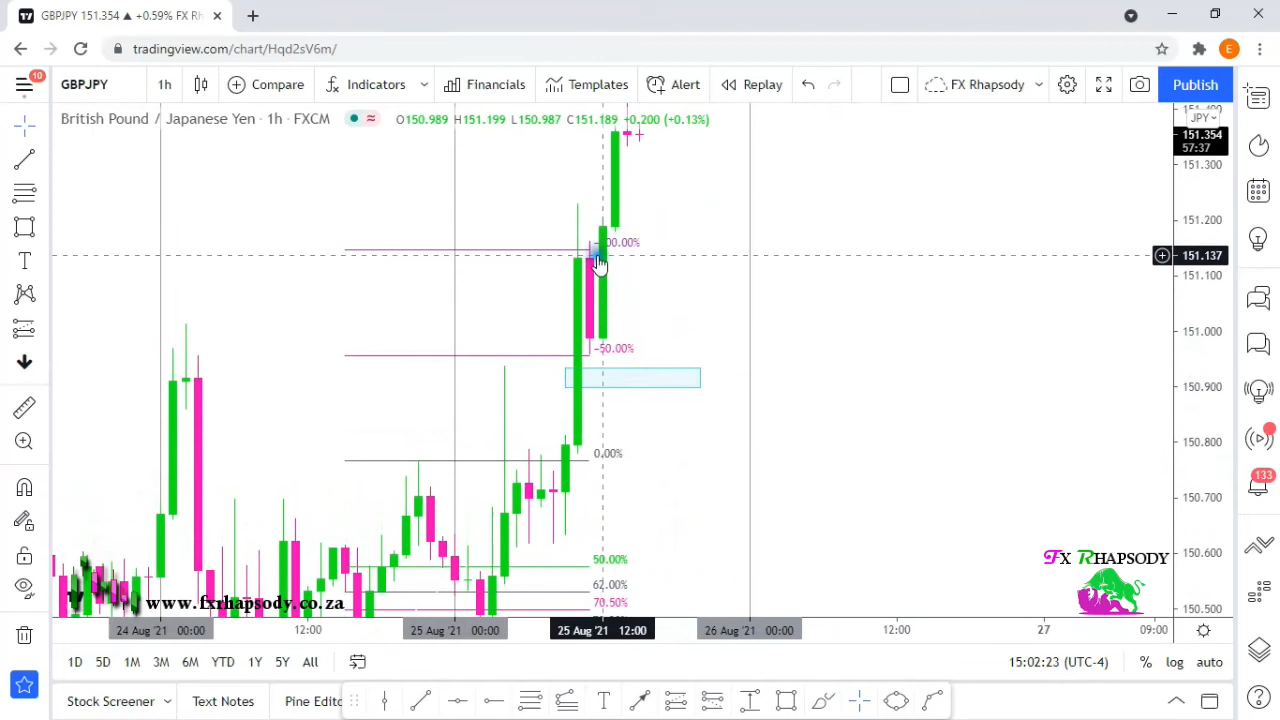 GBPJPY 151.354 ▲ +0.59% FX R
tradingview.com/chart/Hqd2sV6m/
E
10
GBPJPY 1h Compare Indicators Financials Templates Alert Replay FX Rhapsody Publish
British Pound / Japanese Yen · 1h · FXCM O150.989 H151.199 L150.987 C151.189 +0.200 (+0.13%)
JPY
151.354
57:37
151.300
151.200
-100.00%
151.137
151.100
151.000
-50.00%
150.900
150.800
0.00%
150.700
150.600
50.00%
62.00%
70.50%
150.500
133
FX RHAPSODY
www.fxrhapsody.co.za
24 Aug '21 00:00 12:00 25 Aug '21 00:00 25 Aug '21 12:00 26 Aug '21 00:00 12:00 27 09:00
1D 5D 1M 3M 6M YTD 1Y 5Y All 15:02:23 (UTC-4) % log auto
Stock Screener Text Notes Pine Edito